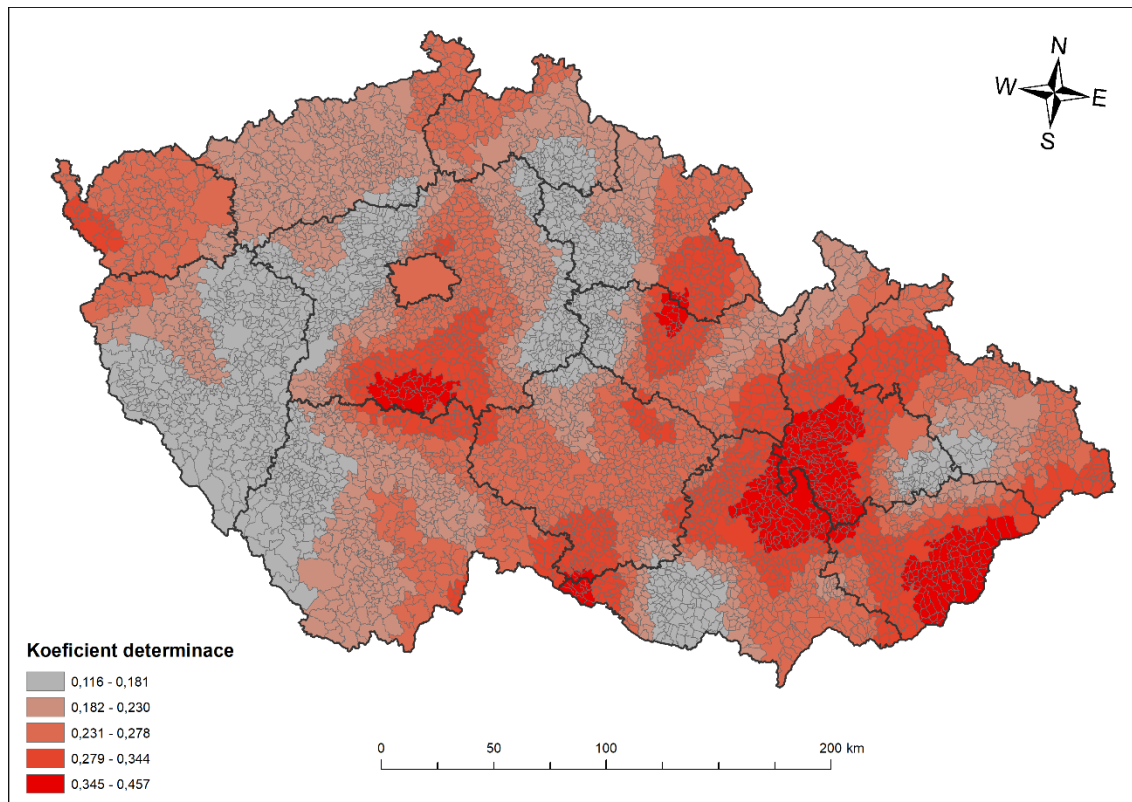 N
W E
S
Koeficient determinace
0,116 - 0,181
0,182 - 0,230
0,231 - 0,278
0,279 - 0,344
0,345 - 0,457
0 50 100 200 km